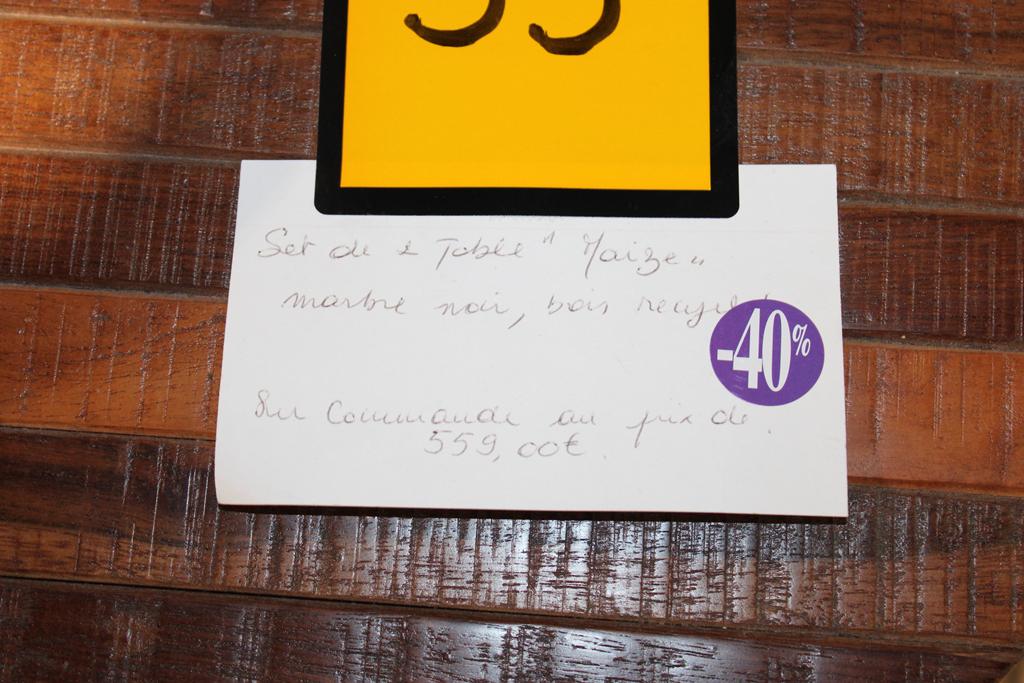 Set de 2 Table " Maize "
marbre noir, bois recyclé
-40%
Sur Commande au prix de
559,00€.